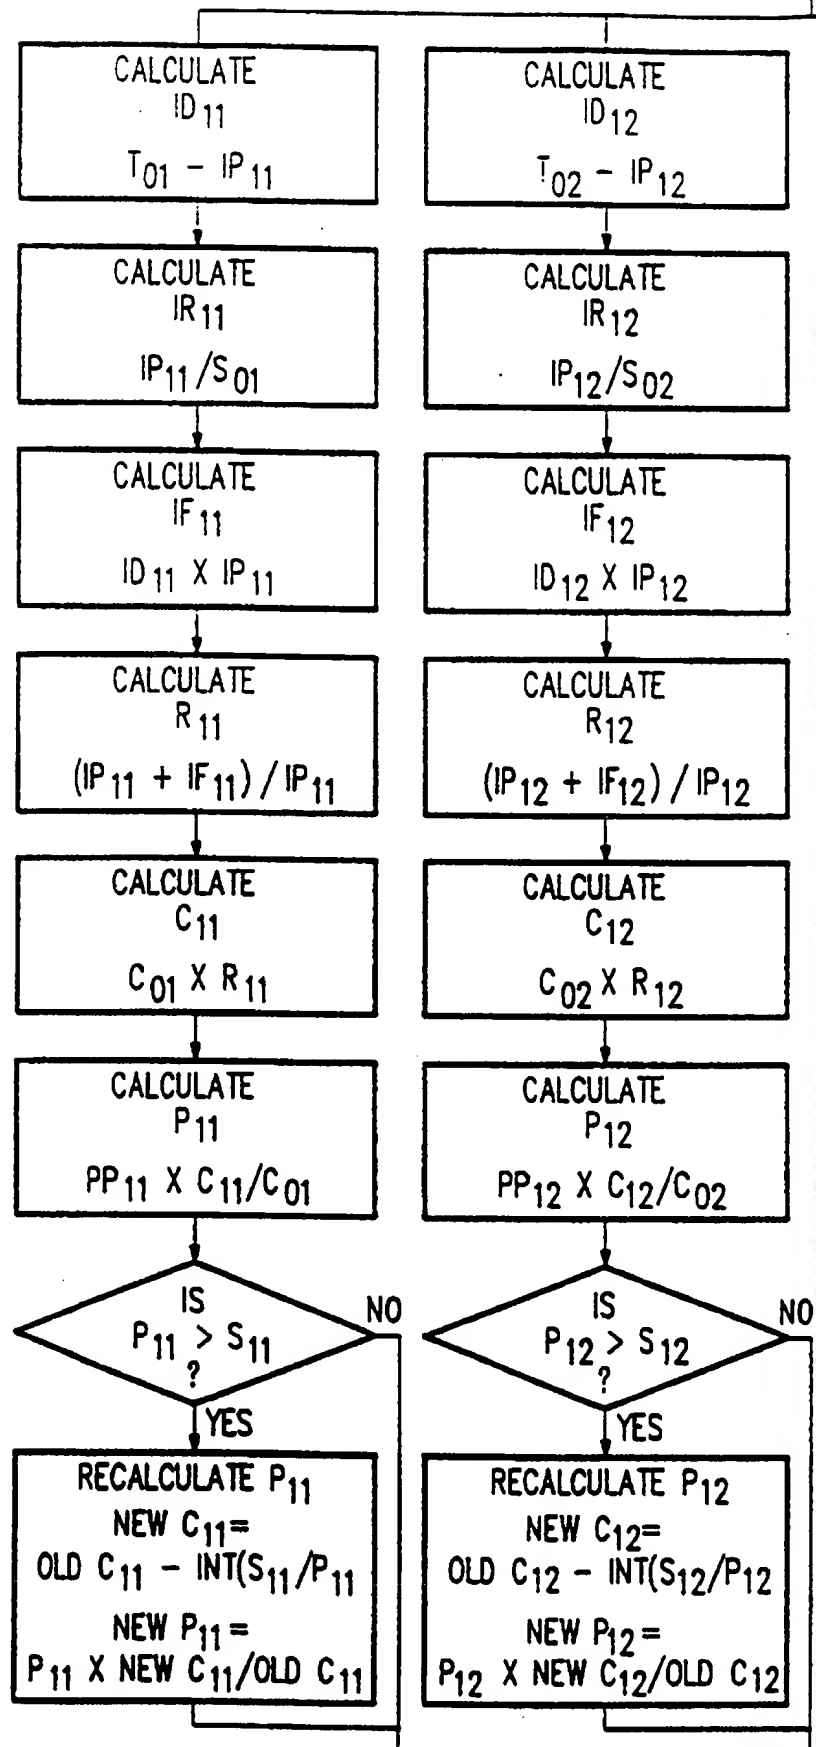 CALCULATE
ID11
T01 - IP11
CALCULATE
IR11
IP11/S01
CALCULATE
IF11
ID11 X IP11
CALCULATE
R11
(IP11 + IF11) / IP11
CALCULATE
C11
C01 X R11
CALCULATE
P11
PP11 X C11/C01
IS
P11 > S11
?
NO
YES
RECALCULATE P11
NEW C11=
OLD C11 - INT(S11/P11
NEW P11=
P11 X NEW C11/OLD C11
CALCULATE
ID12
T02 - IP12
CALCULATE
IR12
IP12/S02
CALCULATE
IF12
ID12 X IP12
CALCULATE
R12
(IP12 + IF12) / IP12
CALCULATE
C12
C02 X R12
CALCULATE
P12
PP12 X C12/C02
IS
P12 > S12
?
NO
YES
RECALCULATE P12
NEW C12=
OLD C12 - INT(S12/P12
NEW P12=
P12 X NEW C12/OLD C12